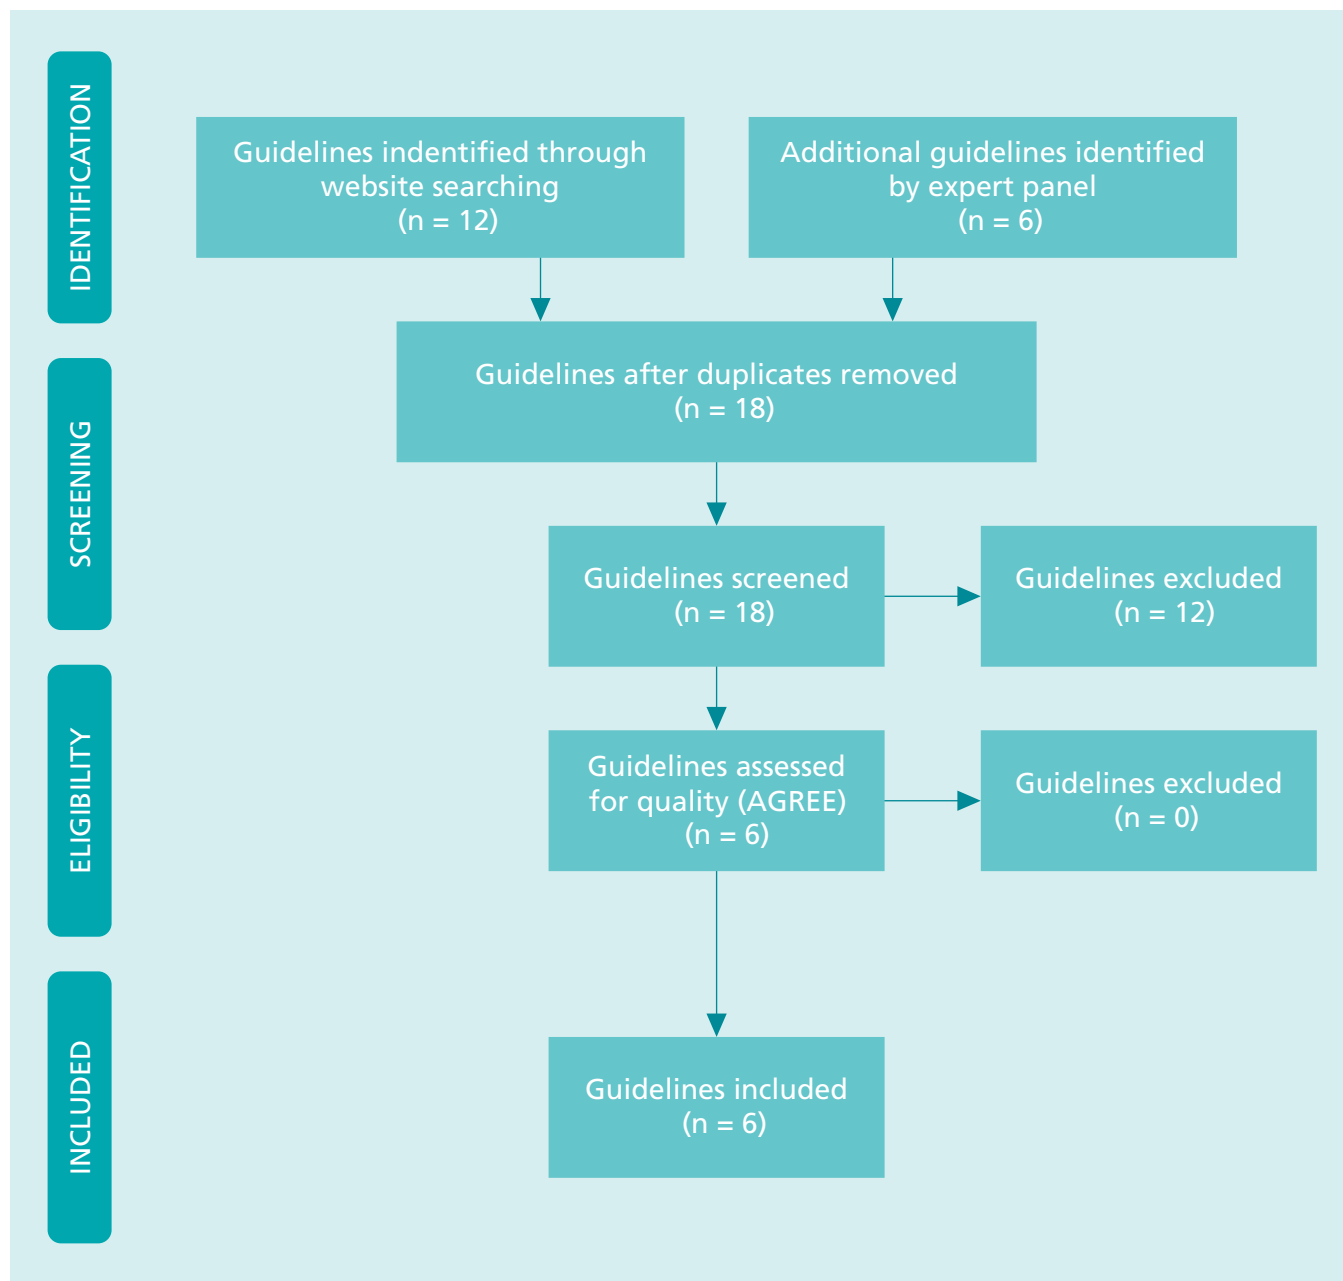 IDENTIFICATION
Guidelines indentified through
website searching
(n = 12)
Additional guidelines identified
by expert panel
(n = 6)
Guidelines after duplicates removed
(n = 18)
SCREENING
Guidelines screened
(n = 18)
Guidelines excluded
(n = 12)
ELIGIBILITY
Guidelines assessed
for quality (AGREE)
(n = 6)
Guidelines excluded
(n = 0)
INCLUDED
Guidelines included
(n = 6)